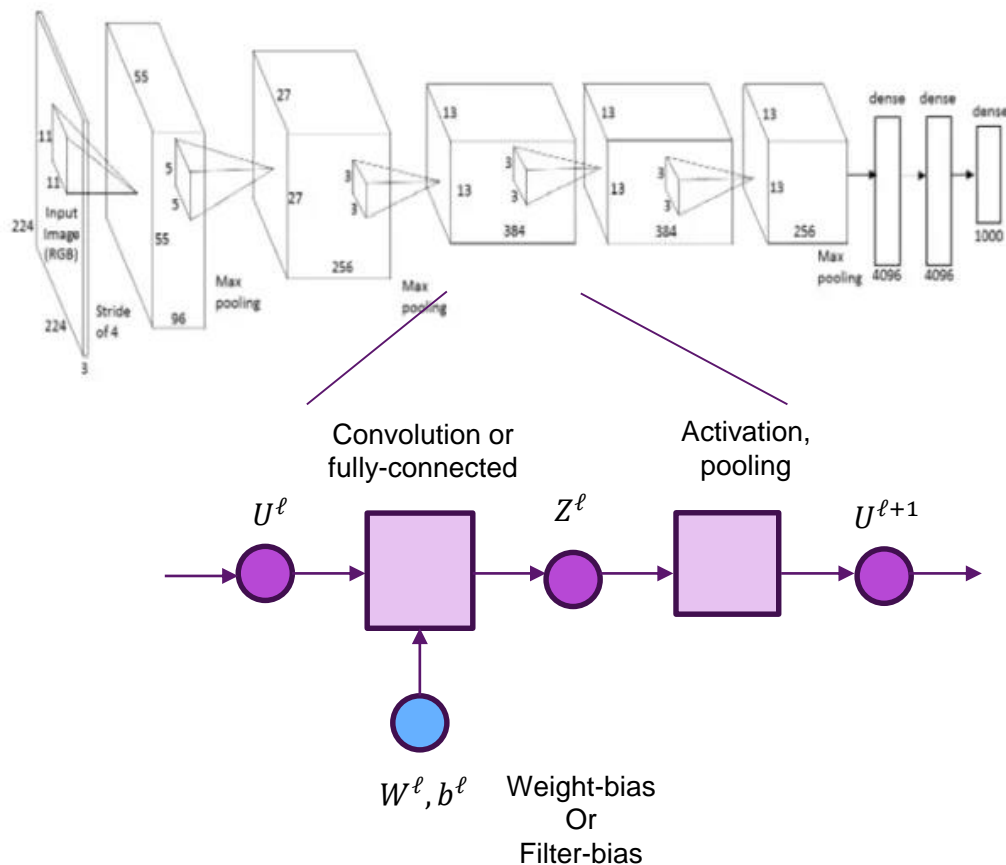 55
27
13
13
13
dense
dense
dense
11
11
5
5
3
3
3
3
3
3
224
Input
Image
(RGB)
55
27
13
13
13
384
384
256
1000
256
Max
pooling
4096
4096
Max
pooling
Max
pooling
224
Stride
of 4
96
3
Convolution or
fully-connected
Activation,
pooling
U^ℓ
Z^ℓ
U^{ℓ+1}
W^ℓ, b^ℓ
Weight-bias
Or
Filter-bias